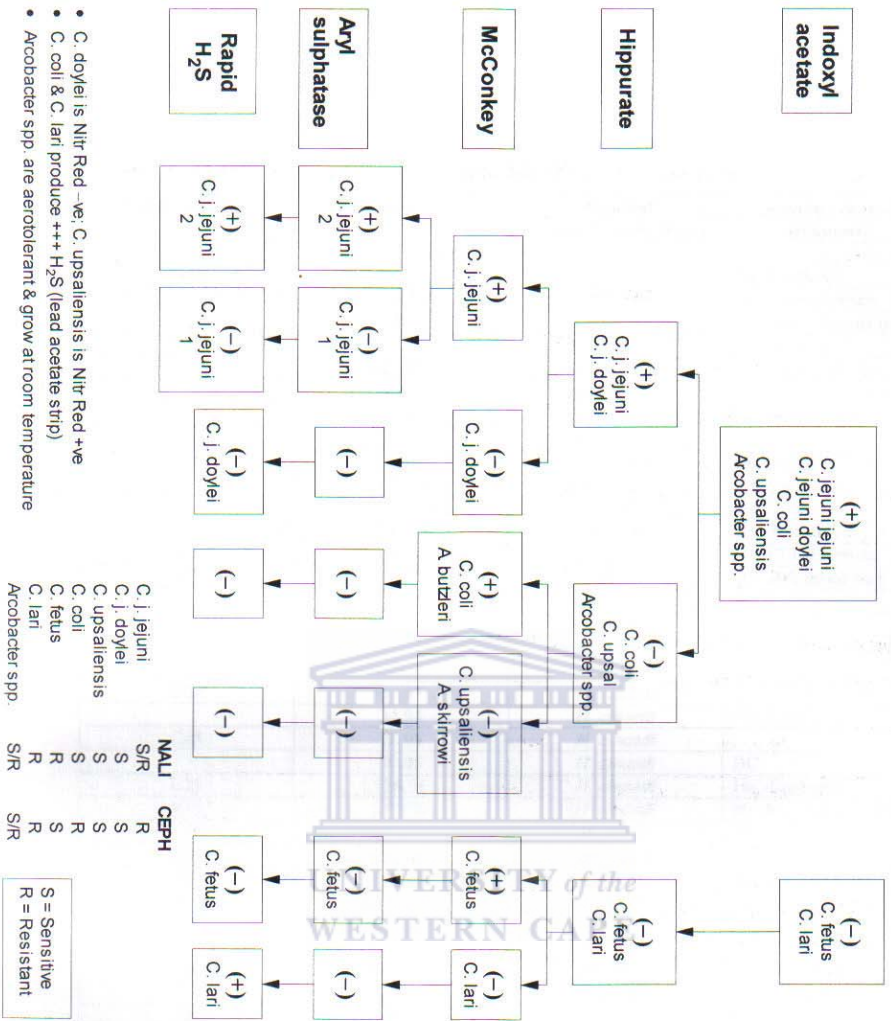 Indoxyl
acetate
(+)
C. jejuni jejuni
C. jejuni doylei
C. coli
C. upsaliensis
Arcobacter spp.
(−)
C. fetus
C. lari
Hippurate
(+)
C. j. jejuni
C. j. doylei
(−)
C. coli
C. upsal
Arcobacter spp.
(−)
C. fetus
C. lari
McConkey
(+)
C. j. jejuni
(−)
C. j. doylei
(+)
C. coli
A butzleri
(−)
C. upsaliensis
A skirrowi
(+)
C. fetus
(−)
C. lari
Aryl
sulphatase
(+)
C. j. jejuni
2
(−)
C. j. jejuni
1
(−)
(−)
(−)
(−)
C. fetus
(−)
Rapid
H₂S
(+)
C. j. jejuni
2
(−)
C. j. jejuni
1
(−)
C. j. doylei
(−)
(−)
(−)
C. fetus
(+)
C. lari
• C. doylei is Nitr Red –ve; C. upsaliensis is Nitr Red +ve
• C. coli & C. lari produce +++ H₂S (lead acetate strip)
• Arcobacter spp. are aerotolerant & grow at room temperature
NALI CEPH
C. j. jejuni S/R R
C. j. doylei S S
C. upsaliensis S S
C. coli S R
C. fetus R S
C. lari R R
Arcobacter spp. S/R S/R
S = Sensitive
R = Resistant
UNIVERSITY of the
WESTERN CAPE